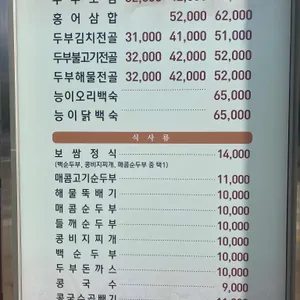 홍어삼합 52,000 62,000
두부김치전골 31,000 41,000 51,000
두부불고기전골 32,000 42,000 52,000
두부해물전골 32,000 42,000 52,000
능이오리백숙 65,000
능이닭백숙 65,000
식사류
보쌈정식 14,000
(백순두부, 콩비지찌개, 매콤순두부 중 택1)
매콤고기순두부 11,000
해물뚝배기 10,000
매콤순두부 10,000
들깨순두부 10,000
콩비지찌개 10,000
백순두부 10,000
두부돈까스 10,000
콩국수 9,000